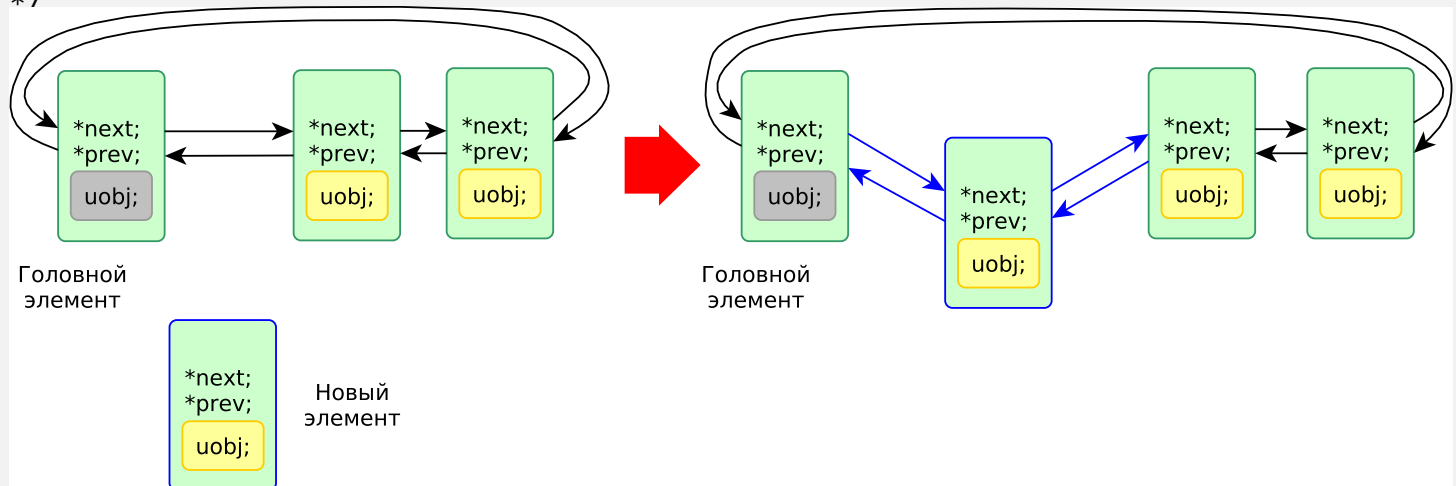 */
*next;
*prev;
uobj;
*next;
*prev;
uobj;
*next;
*prev;
uobj;
Головной
элемент
*next;
*prev;
uobj;
Новый
элемент
*next;
*prev;
uobj;
Головной
элемент
*next;
*prev;
uobj;
*next;
*prev;
uobj;
*next;
*prev;
uobj;